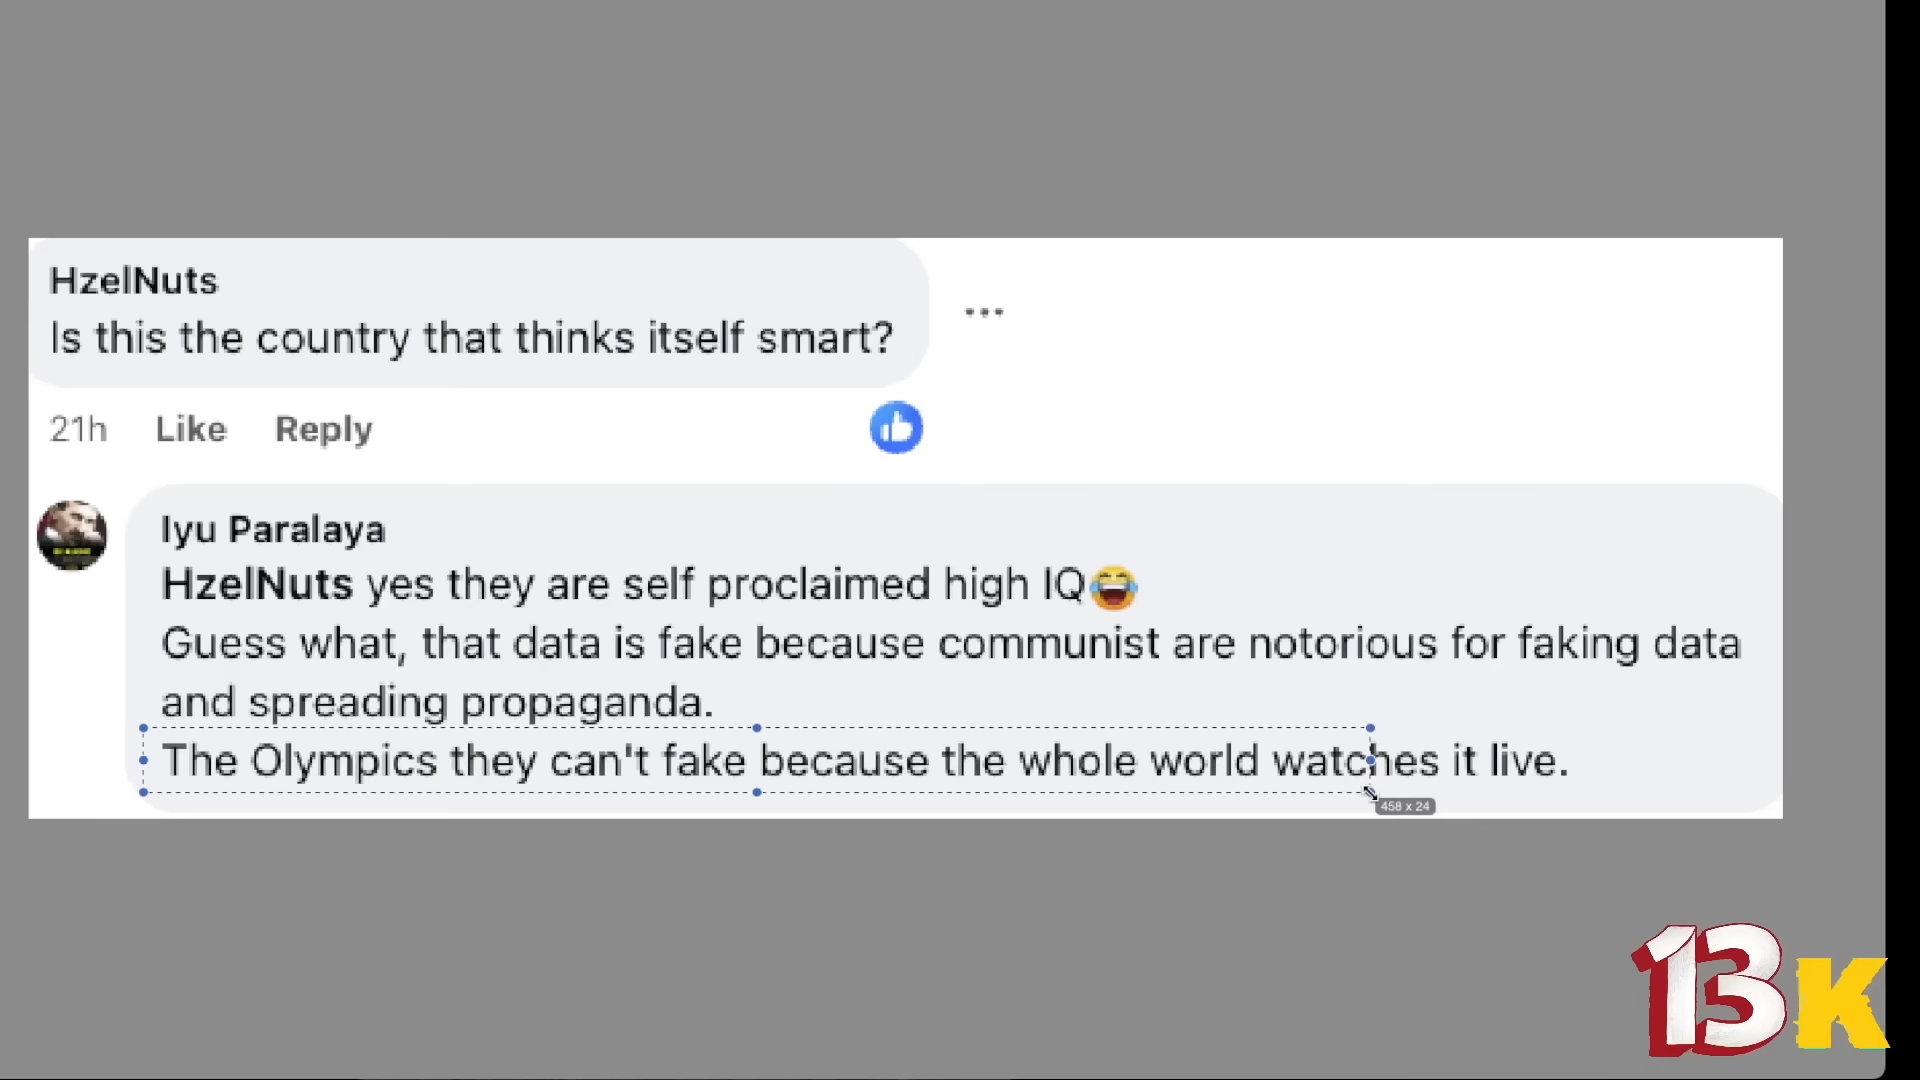 HzelNuts
Is this the country that thinks itself smart?
...
21h Like Reply
Iyu Paralaya
HzelNuts yes they are self proclaimed high IQ😂
Guess what, that data is fake because communist are notorious for faking data
and spreading propaganda.
The Olympics they can't fake because the whole world watches it live.
458 x 24
13K